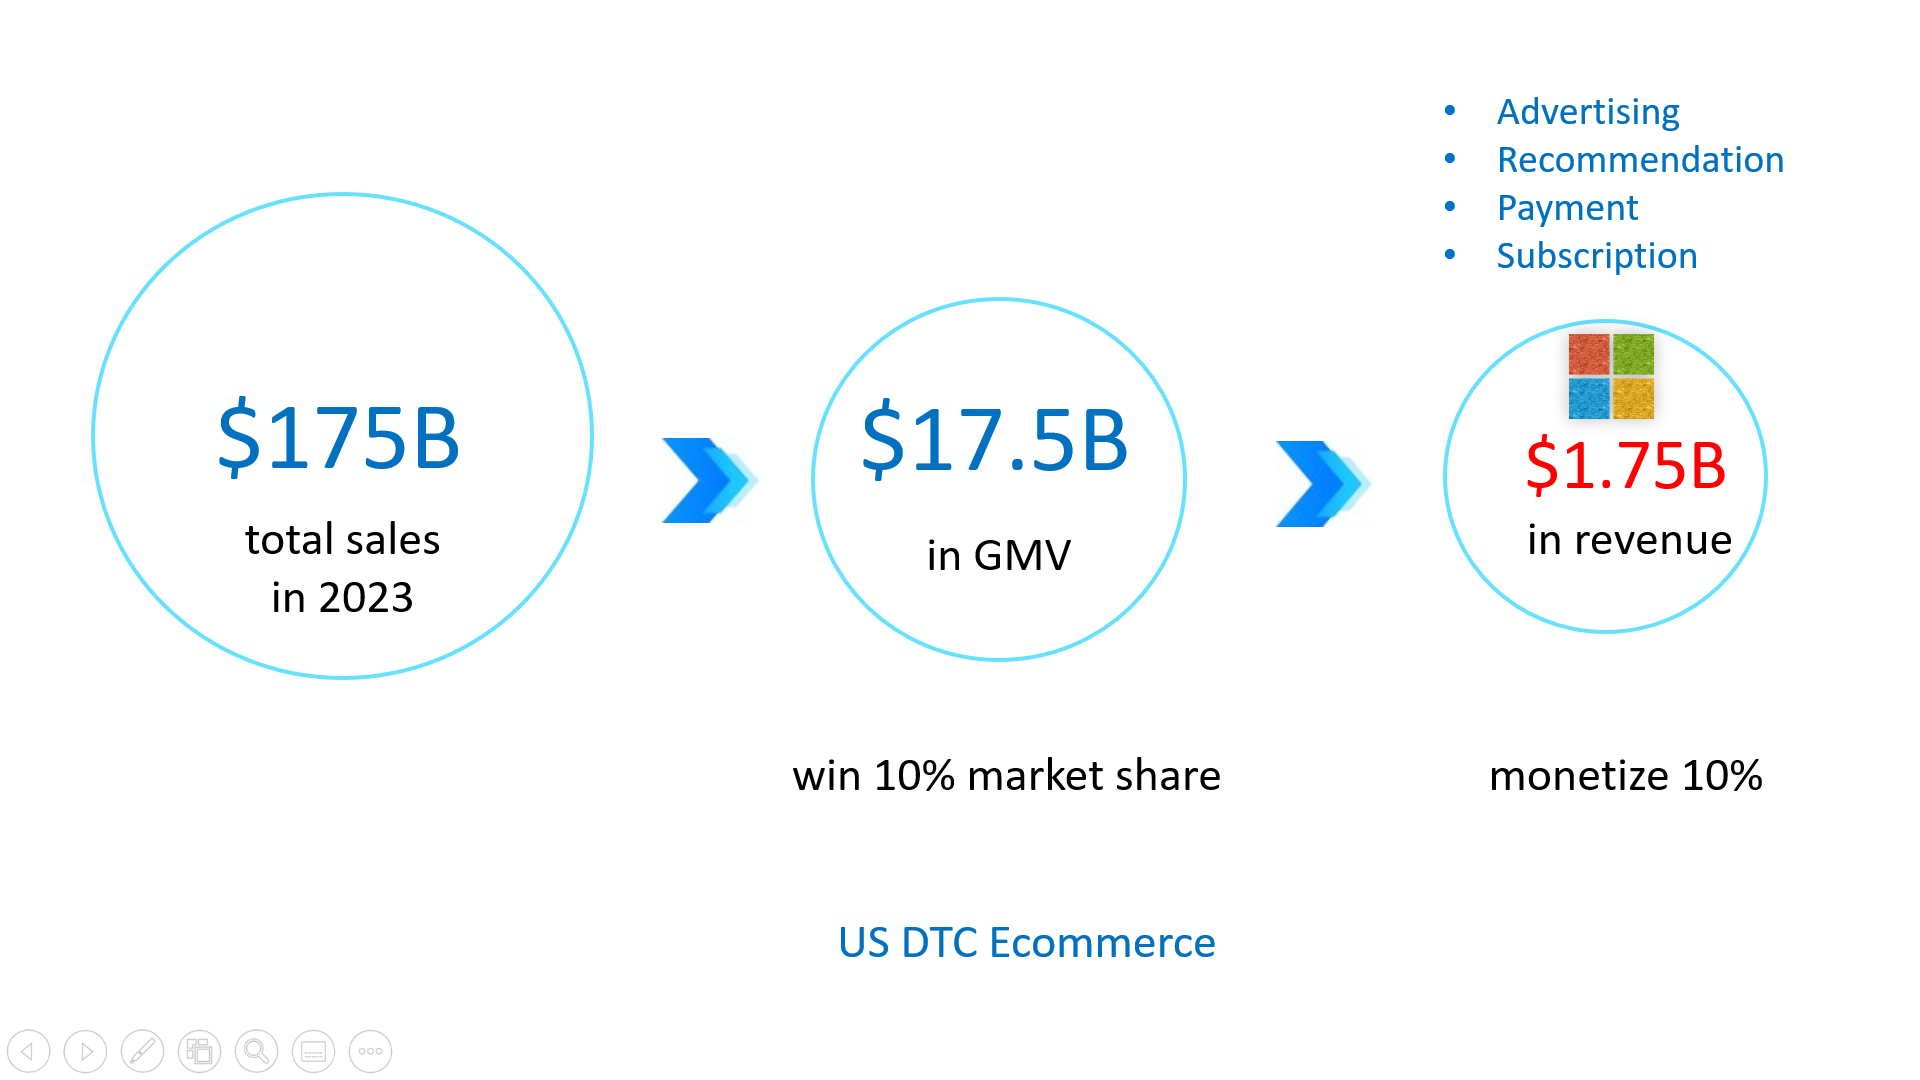 • Advertising
• Recommendation
• Payment
• Subscription
$175B
total sales
in 2023
$17.5B
in GMV
$1.75B
in revenue
win 10% market share
monetize 10%
US DTC Ecommerce